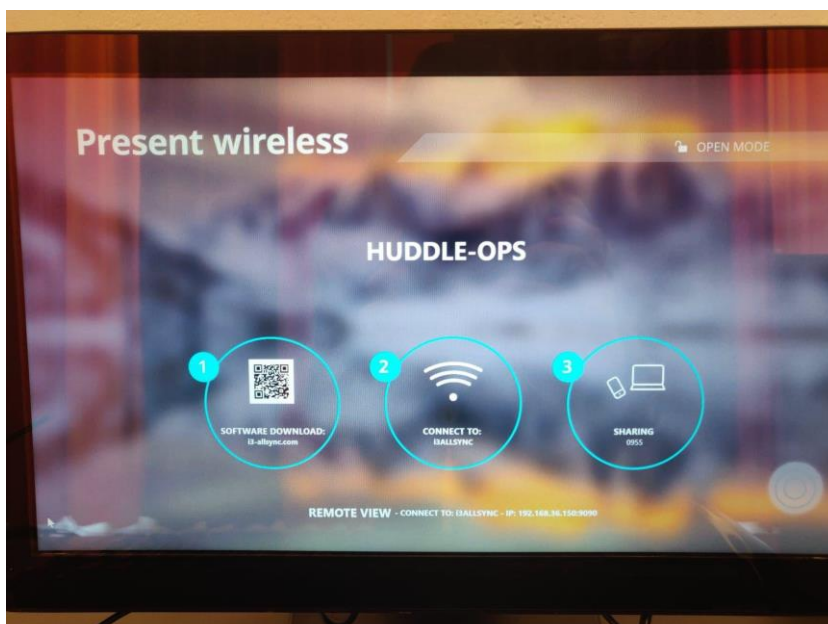 Present wireless
OPEN MODE
HUDDLE-OPS
1
2
3
SOFTWARE DOWNLOAD:
i3-allsync.com
CONNECT TO:
I3ALLSYNC
SHARING
0955
REMOTE VIEW - CONNECT TO: I3ALLSYNC - IP: 192.168.36.150:9090